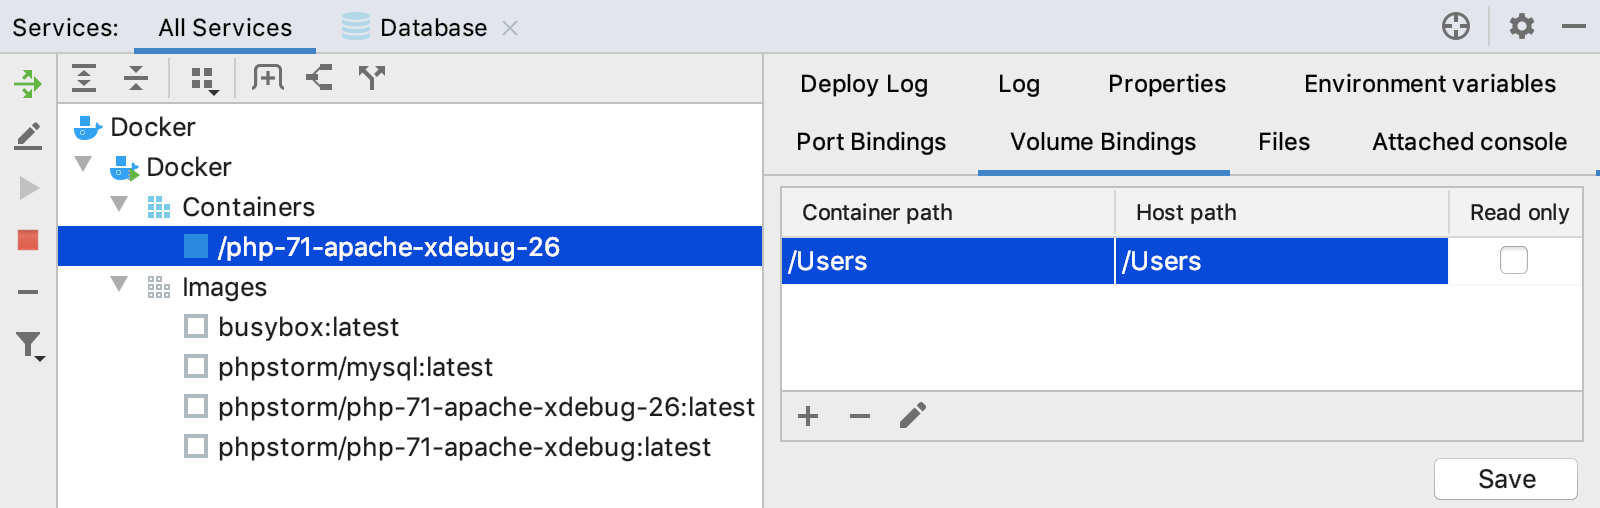 Services: All Services Database
Docker
Docker
Containers
/php-71-apache-xdebug-26
Images
busybox:latest
phpstorm/mysql:latest
phpstorm/php-71-apache-xdebug-26:latest
phpstorm/php-71-apache-xdebug:latest
Deploy Log Log Properties Environment variables
Port Bindings Volume Bindings Files Attached console
Container path Host path Read only
/Users /Users
Save